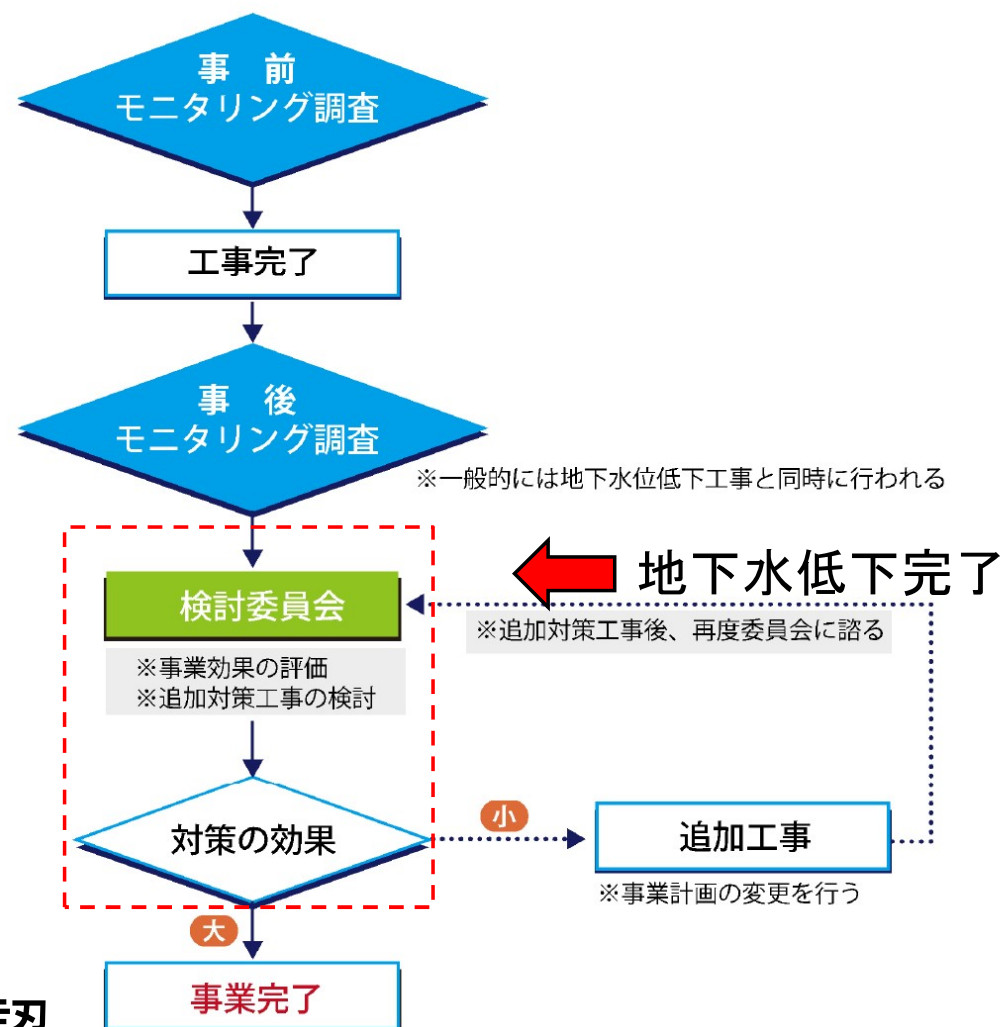 事 前
モニタリング調査
工事完了
事 後
モニタリング調査
※一般的には地下水位低下工事と同時に行われる
地下水低下完了
検討委員会
※追加対策工事後、再度委員会に諮る
※事業効果の評価
※追加対策工事の検討
対策の効果
小
追加工事
※事業計画の変更を行う
大
事業完了